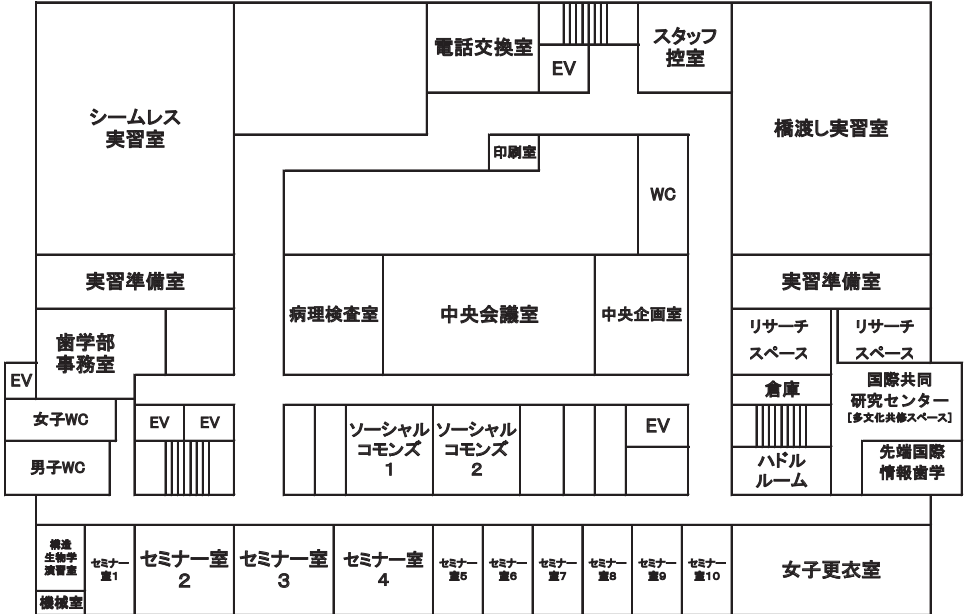 電話交換室
EV
スタッフ
控室
シームレス
実習室
橋渡し実習室
印刷室
WC
実習準備室
実習準備室
病理検査室
中央会議室
中央企画室
歯学部
事務室
リサーチ
スペース
リサーチ
スペース
EV
倉庫
国際共同
研究センター
[多文化共修スペース]
女子WC
EV
EV
ソーシャル
コモンズ
1
ソーシャル
コモンズ
2
EV
男子WC
ハドル
ルーム
先端国際
情報歯学
構造
生物学
演習室
機械室
セミナー
室1
セミナー室
2
セミナー室
3
セミナー室
4
セミナー
室5
セミナー
室6
セミナー
室7
セミナー
室8
セミナー
室9
セミナー
室10
女子更衣室